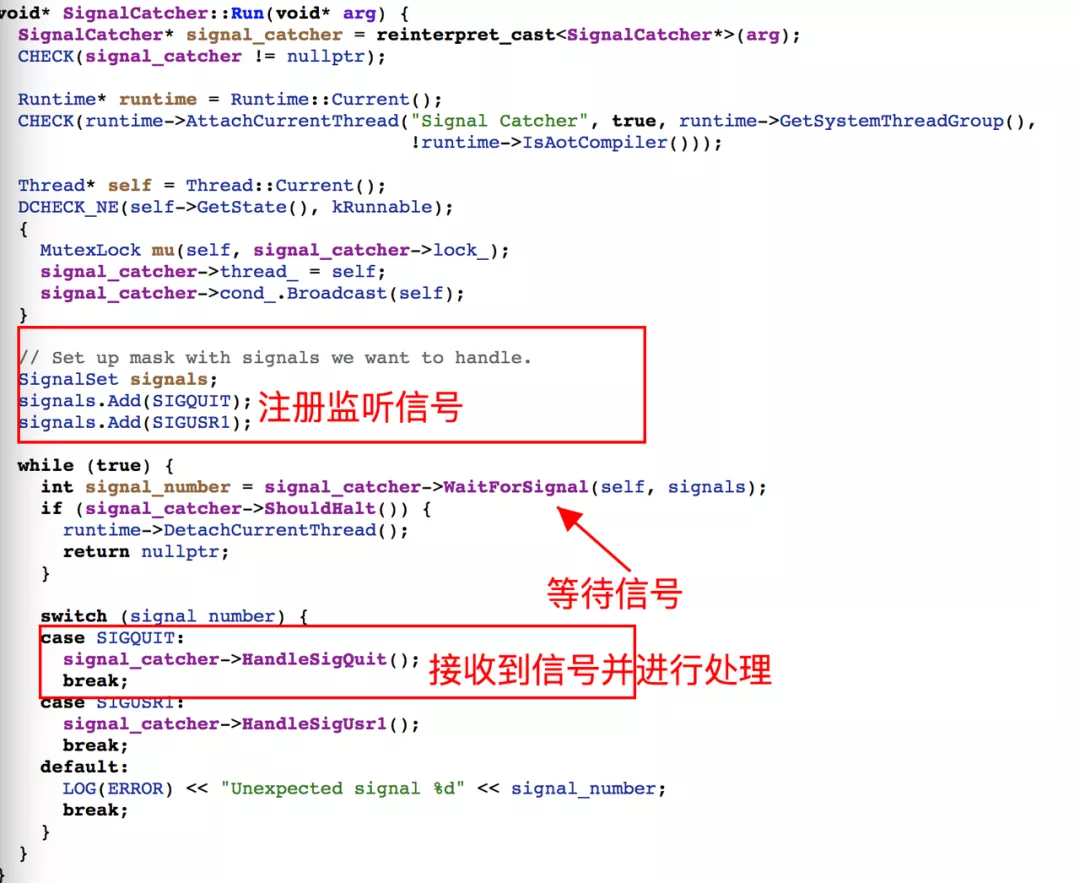 void* SignalCatcher::Run(void* arg) {
  SignalCatcher* signal_catcher = reinterpret_cast<SignalCatcher*>(arg);
  CHECK(signal_catcher != nullptr);

  Runtime* runtime = Runtime::Current();
  CHECK(runtime->AttachCurrentThread("Signal Catcher", true, runtime->GetSystemThreadGroup(),
                                     !runtime->IsAotCompiler()));

  Thread* self = Thread::Current();
  DCHECK_NE(self->GetState(), kRunnable);
  {
    MutexLock mu(self, signal_catcher->lock_);
    signal_catcher->thread_ = self;
    signal_catcher->cond_.Broadcast(self);
  }

  // Set up mask with signals we want to handle.
  SignalSet signals;
  signals.Add(SIGQUIT);
  signals.Add(SIGUSR1);
注册监听信号

  while (true) {
    int signal_number = signal_catcher->WaitForSignal(self, signals);
    if (signal_catcher->ShouldHalt()) {
      runtime->DetachCurrentThread();
      return nullptr;
    }
等待信号

    switch (signal_number) {
    case SIGQUIT:
      signal_catcher->HandleSigQuit();
      break;
接收到信号并进行处理
    case SIGUSR1:
      signal_catcher->HandleSigUsr1();
      break;
    default:
      LOG(ERROR) << "Unexpected signal %d" << signal_number;
      break;
    }
  }
}